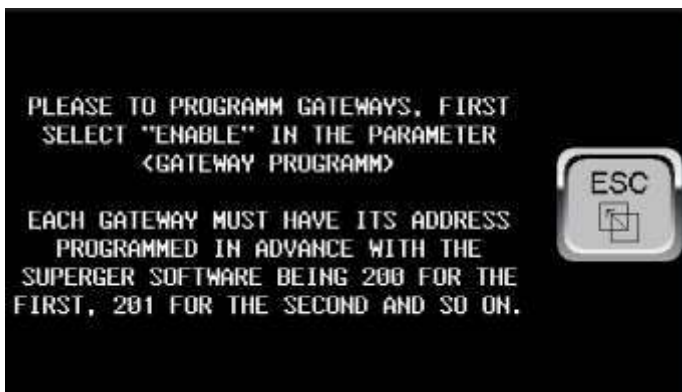 PLEASE TO PROGRAMM GATEWAYS, FIRST
SELECT "ENABLE" IN THE PARAMETER
<GATEWAY PROGRAMM>
EACH GATEWAY MUST HAVE ITS ADDRESS
PROGRAMMED IN ADVANCE WITH THE
SUPERGER SOFTWARE BEING 200 FOR THE
FIRST, 201 FOR THE SECOND AND SO ON.
ESC